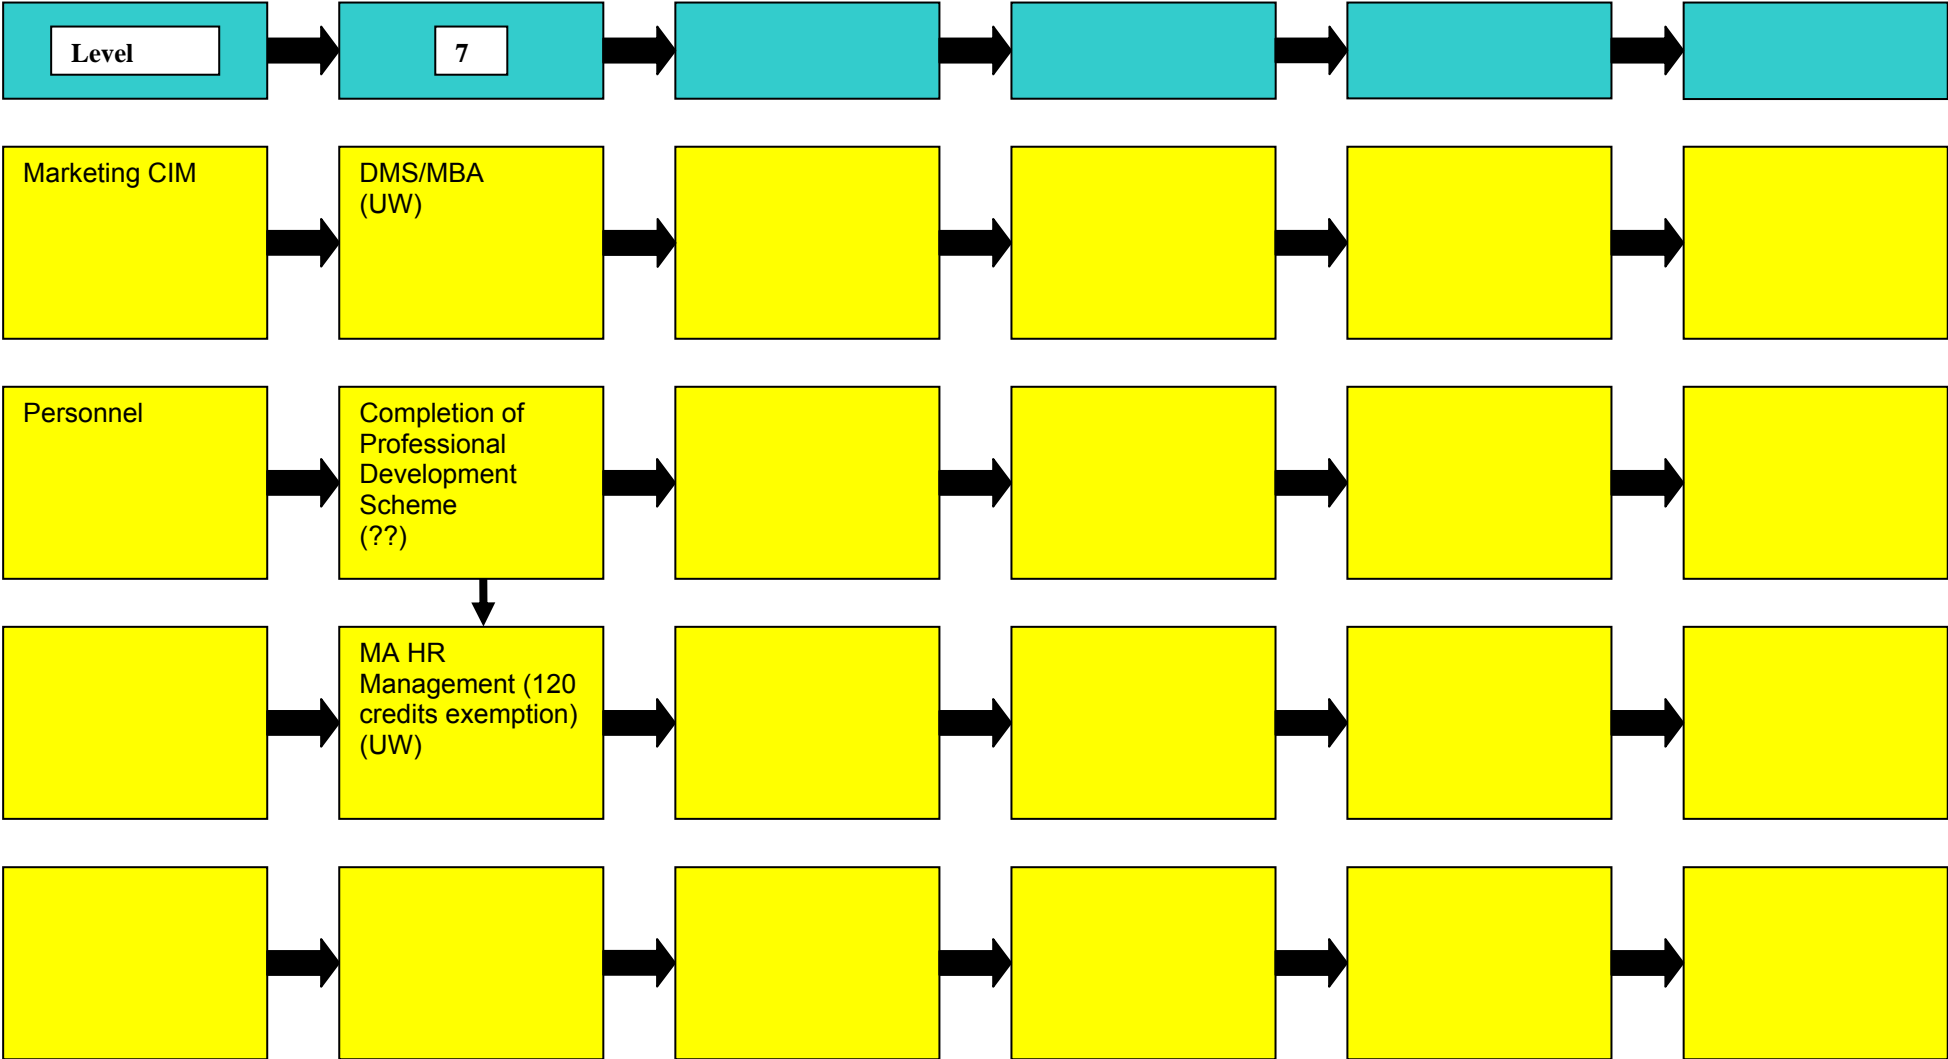 Level
7
Marketing CIM
DMS/MBA
(UW)
Personnel
Completion of
Professional
Development
Scheme
(??)
MA HR
Management (120
credits exemption)
(UW)